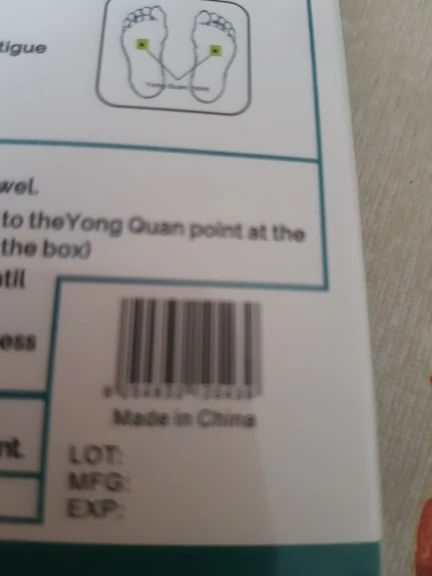 tigue
wel.
to theYong Quan point at the
the box)
til
ess
Made in China
nt.
LOT:
MFG:
EXP: